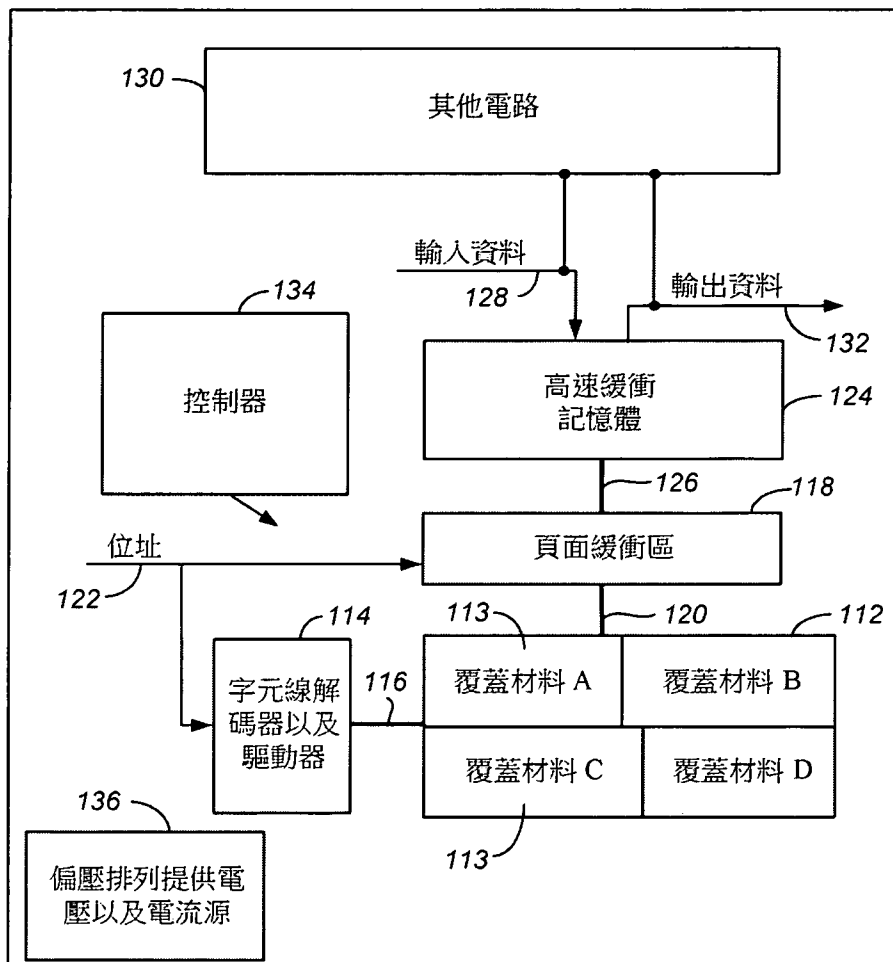 130
其他電路
輸入資料
128
134
輸出資料
132
控制器
高速緩衝
記憶體
124
126
118
位址
頁面緩衝區
122
114
113
120
112
字元線解
碼器以及
驅動器
116
覆蓋材料 A
覆蓋材料 B
覆蓋材料 C
覆蓋材料 D
136
113
偏壓排列提供電
壓以及電流源